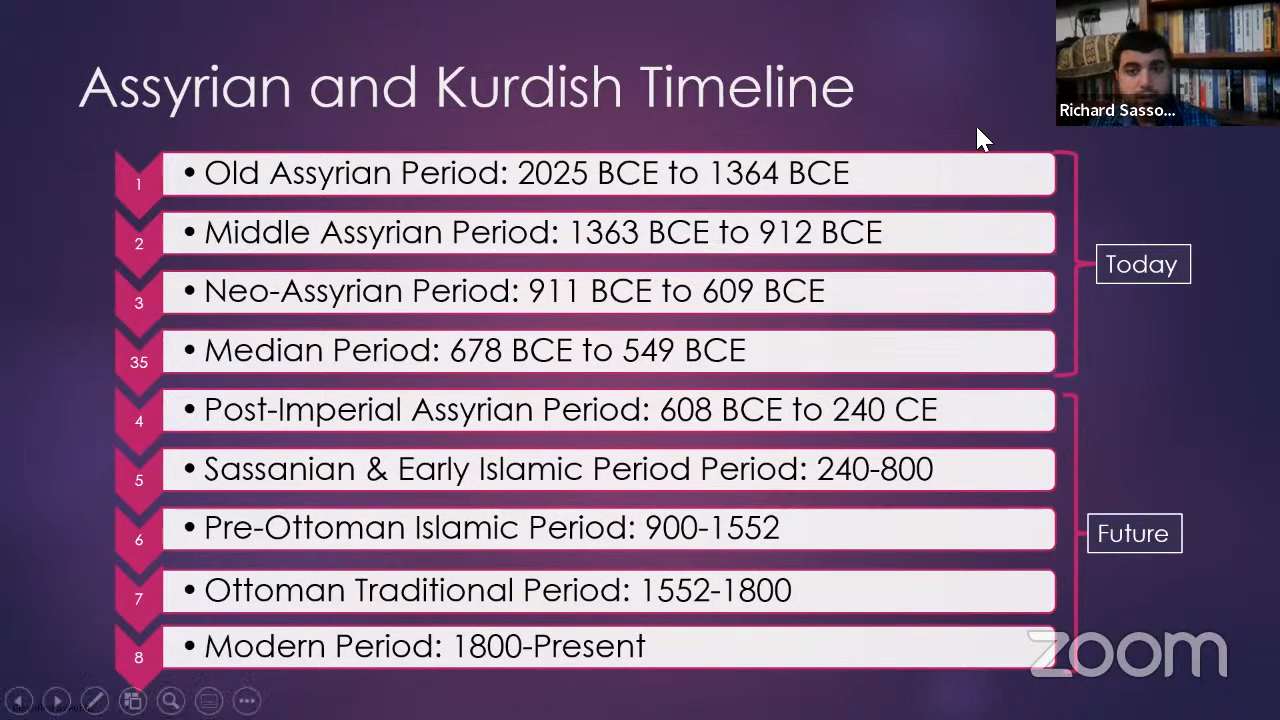 Assyrian and Kurdish Timeline
Richard Sasso...
1
• Old Assyrian Period: 2025 BCE to 1364 BCE
2
• Middle Assyrian Period: 1363 BCE to 912 BCE
3
• Neo-Assyrian Period: 911 BCE to 609 BCE
35
• Median Period: 678 BCE to 549 BCE
Today
4
• Post-Imperial Assyrian Period: 608 BCE to 240 CE
5
• Sassanian & Early Islamic Period Period: 240-800
6
• Pre-Ottoman Islamic Period: 900-1552
7
• Ottoman Traditional Period: 1552-1800
8
• Modern Period: 1800-Present
Future
zoom